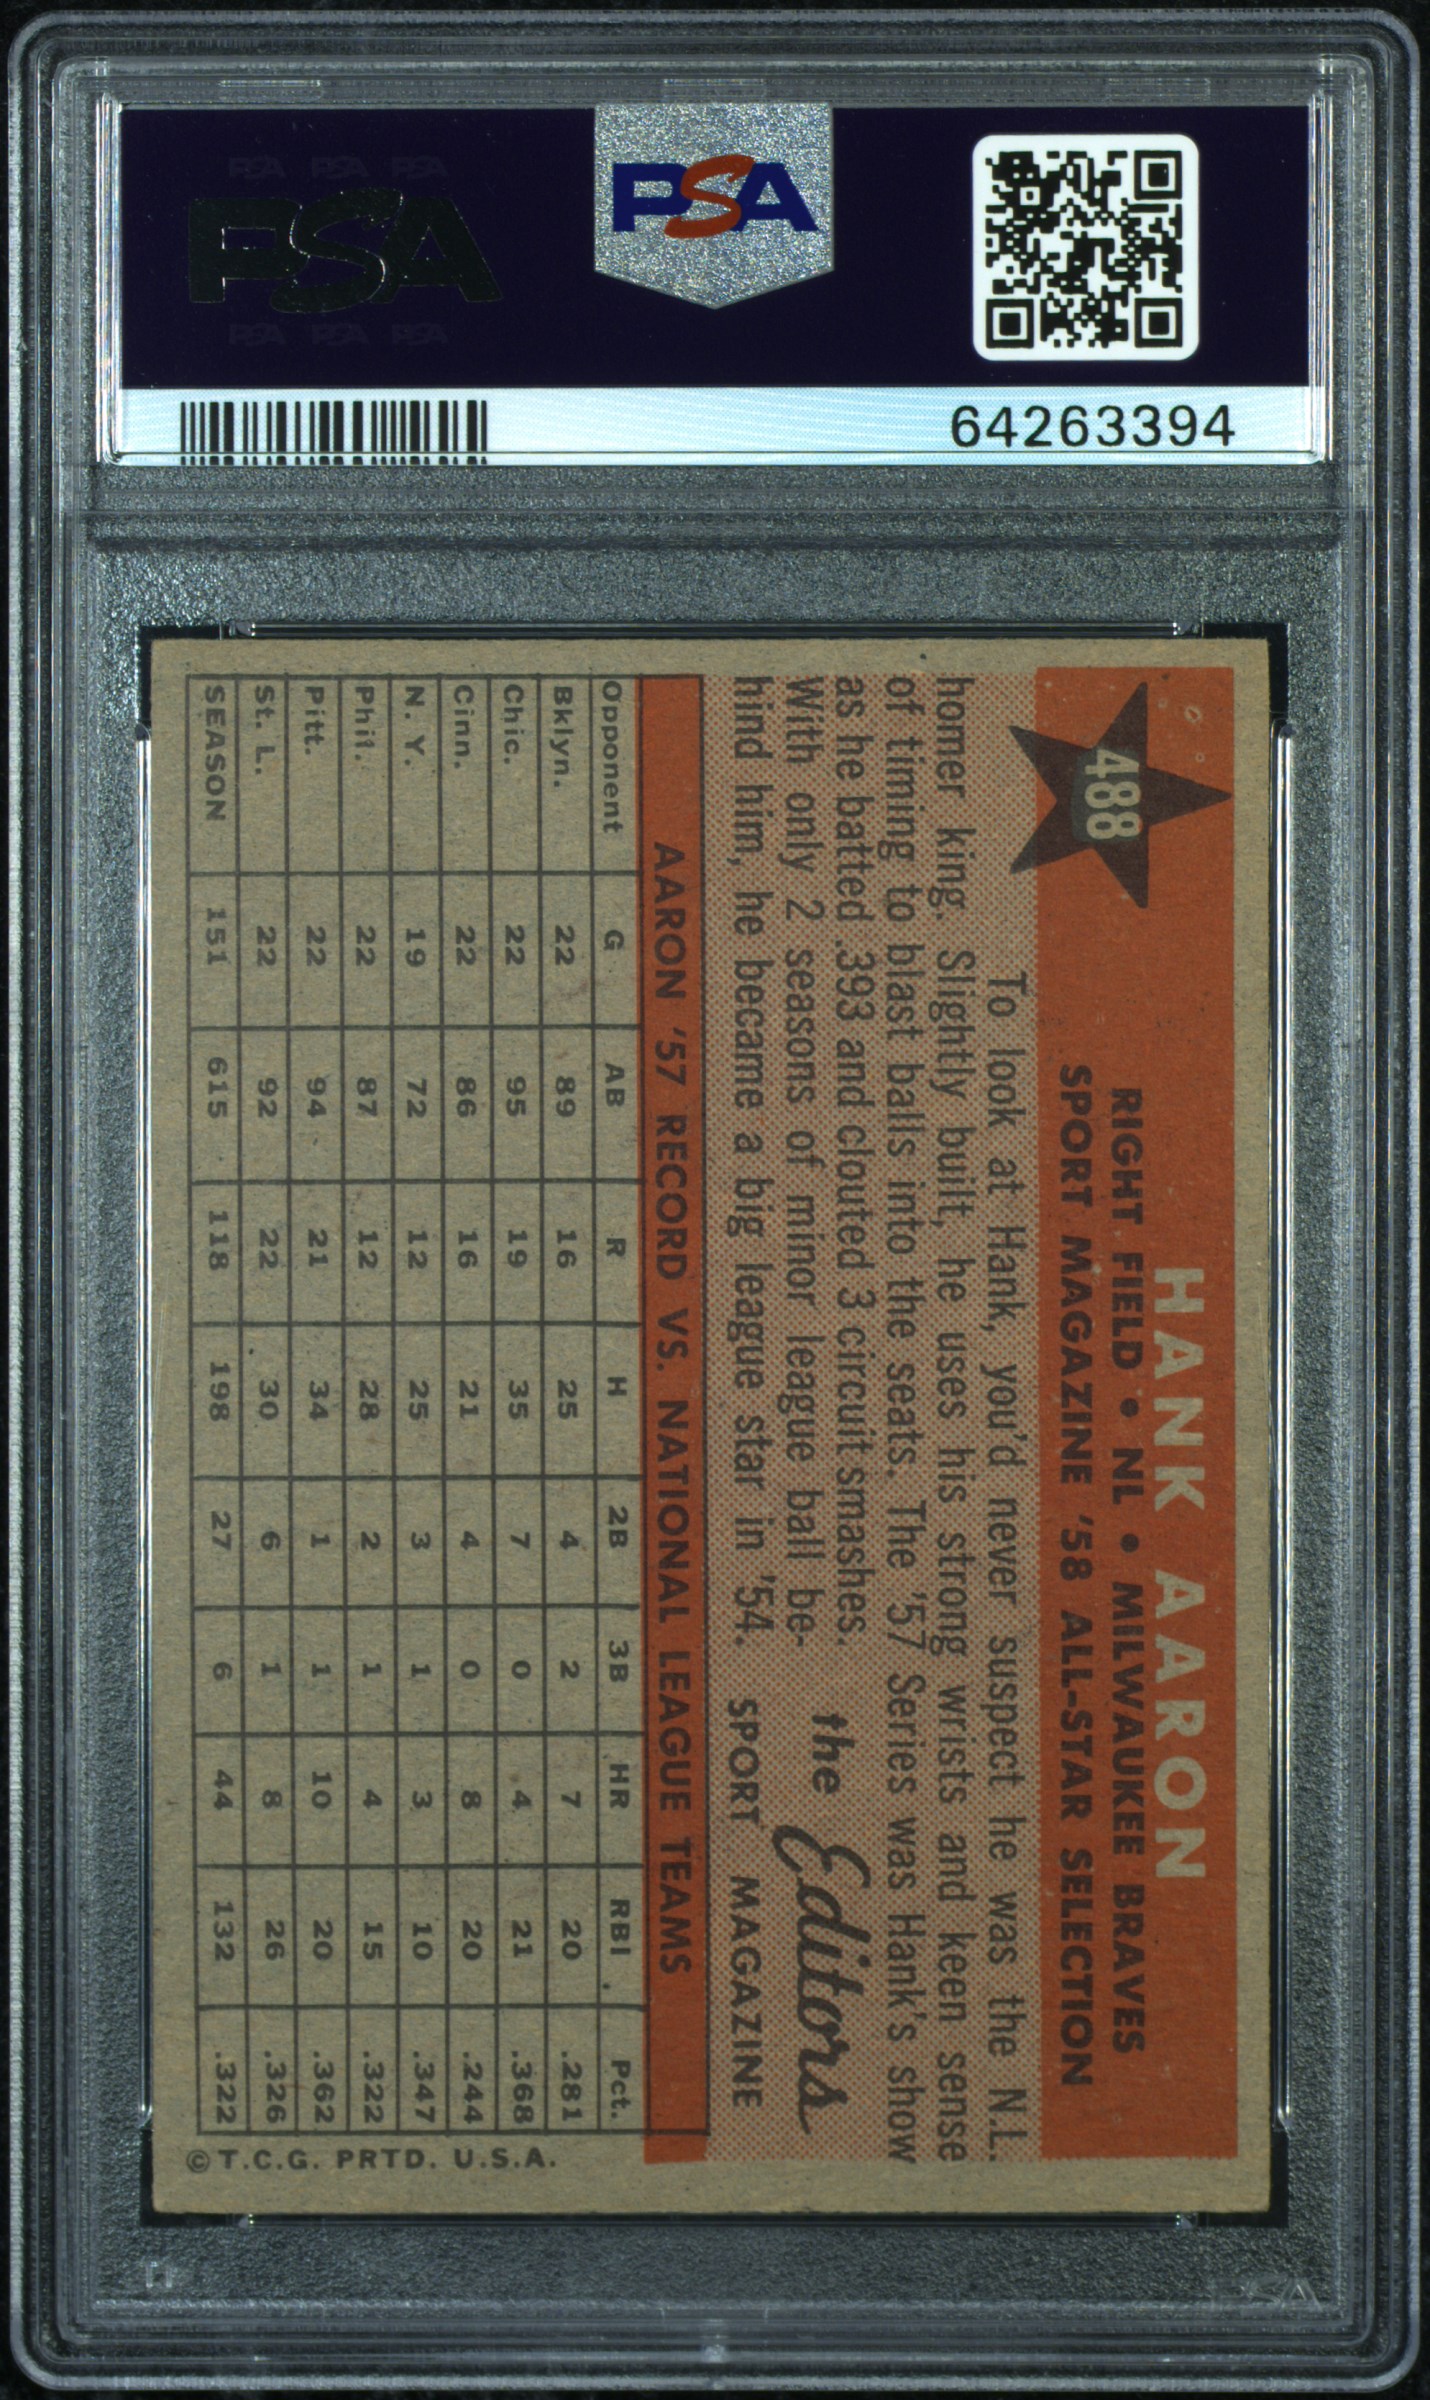 PSA PSA PSA
PSA
PSA PSA PSA
PSA
64263394
488
HANK AARON
RIGHT FIELD • NL • MILWAUKEE BRAVES
SPORT MAGAZINE '58 ALL-STAR SELECTION
To look at Hank, you'd never suspect he was the N.L.
homer king. Slightly built, he uses his strong wrists and keen sense
of timing to blast balls into the seats. The '57 Series was Hank's show
as he batted .393 and clouted 3 circuit smashes.
With only 2 seasons of minor league ball be-
hind him, he became a big league star in '54.
the Editors
SPORT MAGAZINE
AARON '57 RECORD VS. NATIONAL LEAGUE TEAMS
Opponent G AB R H 2B 3B HR RBI Pct.
Bklyn. 22 89 16 25 4 2 7 20 .281
Chic. 22 95 19 35 7 0 4 21 .368
Cinn. 22 86 16 21 4 0 8 20 .244
N. Y. 19 72 12 25 3 1 3 10 .347
Phil. 22 87 12 28 2 1 4 15 .322
Pitt. 22 94 21 34 1 1 10 20 .362
St. L. 22 92 22 30 6 1 8 26 .326
SEASON 151 615 118 198 27 6 44 132 .322
© T.C.G. PRTD. U.S.A.
PSA